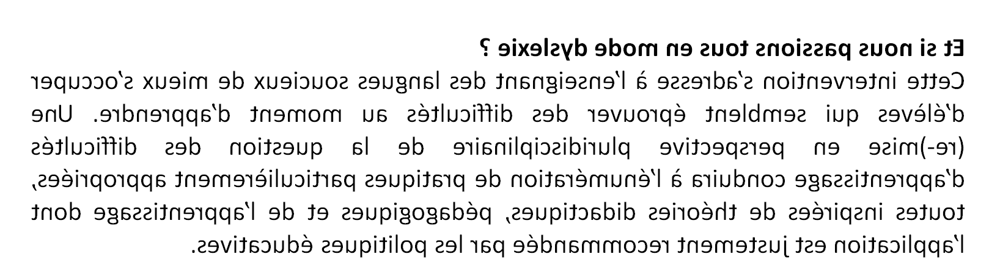 Et si nous passions tous en mode dyslexie ?
Cette intervention s'adresse à l'enseignant des langues soucieux de mieux s'occuper
d'élèves qui semblent éprouver des difficultés au moment d'apprendre. Une
(re-)mise en perspective pluridisciplinaire de la question des difficultés
d'apprentissage conduira à l'énumération de pratiques particulièrement appropriées,
toutes inspirées de théories didactiques, pédagogiques et de l'apprentissage dont
l'application est justement recommandée par les politiques éducatives.